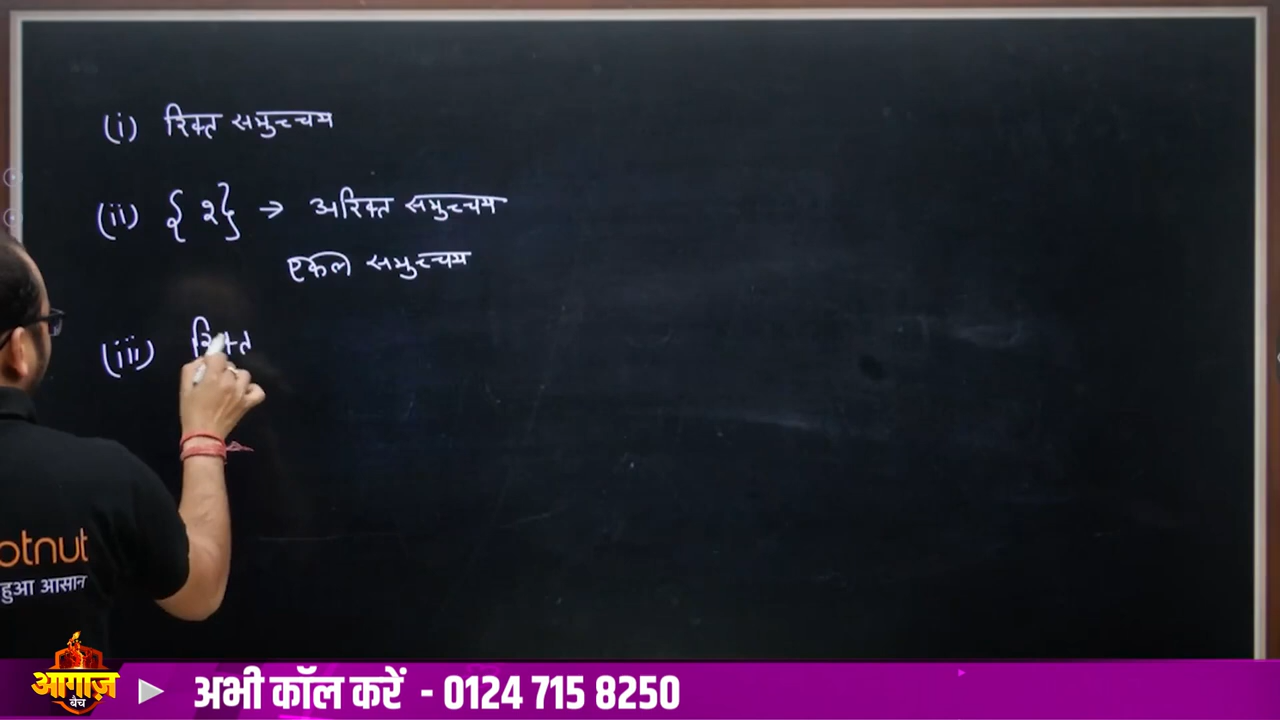 (i) रिक्त समुच्चय
(ii) { 2} → अरिक्त समुच्चय
एकल समुच्चय
(iii) रिक्त
otnut
हुआ आसान
आगाज़
बैच
अभी कॉल करें - 0124 715 8250